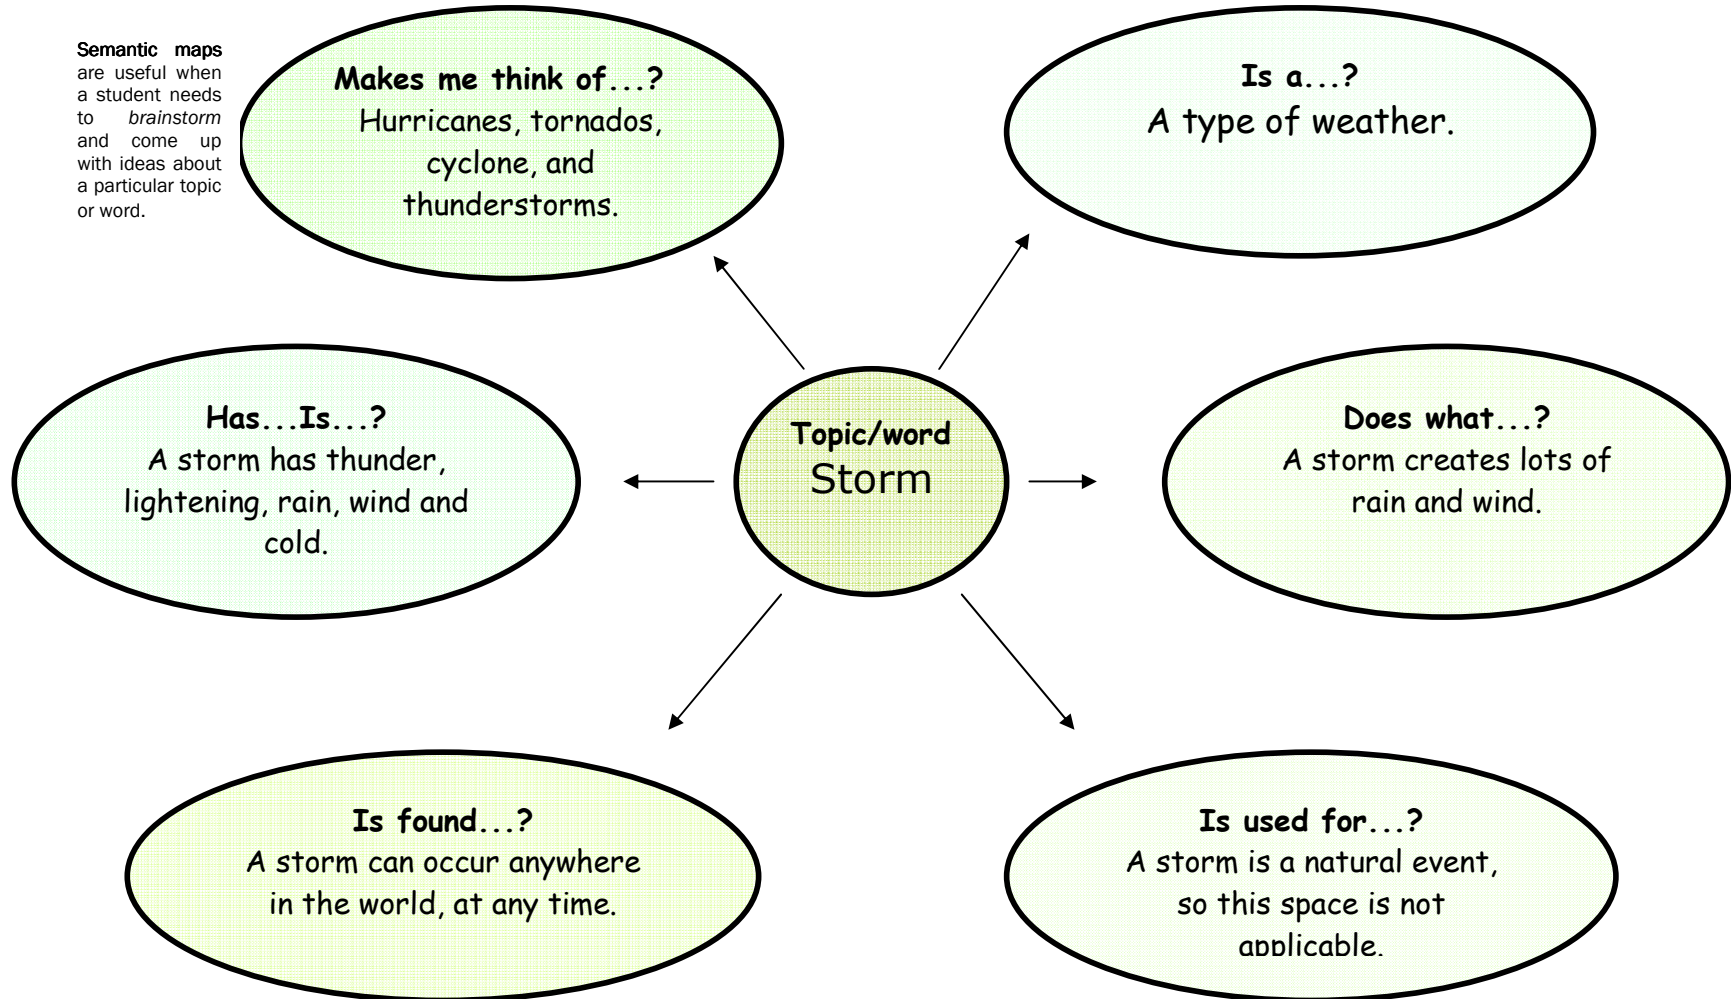 Semantic maps
are useful when
a student needs
to brainstorm
and come up
with ideas about
a particular topic
or word.
Makes me think of...?
Hurricanes, tornados,
cyclone, and
thunderstorms.
Is a...?
A type of weather.
Has...Is...?
A storm has thunder,
lightening, rain, wind and
cold.
Topic/word
Storm
Does what...?
A storm creates lots of
rain and wind.
Is found...?
A storm can occur anywhere
in the world, at any time.
Is used for...?
A storm is a natural event,
so this space is not
applicable.